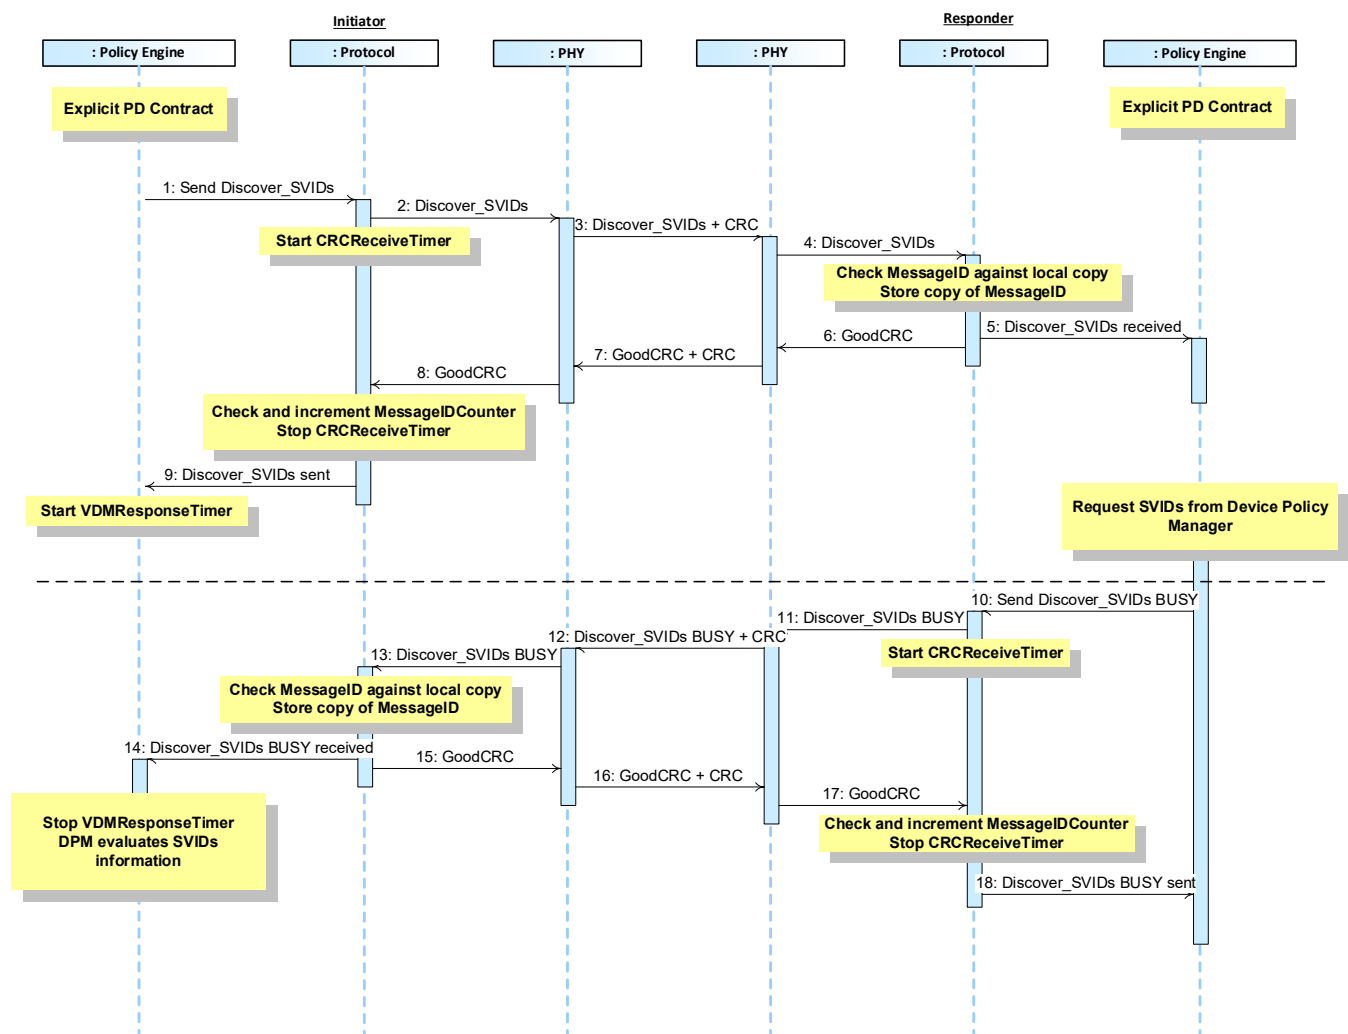 Initiator
Responder
: Policy Engine
: Protocol
: PHY
: PHY
: Protocol
: Policy Engine
Explicit PD Contract
Explicit PD Contract
1: Send Discover_SVIDs
2: Discover_SVIDs
Start CRCReceiveTimer
3: Discover_SVIDs + CRC
4: Discover_SVIDs
Check MessageID against local copy
Store copy of MessageID
5: Discover_SVIDs received
6: GoodCRC
7: GoodCRC + CRC
8: GoodCRC
Check and increment MessageIDCounter
Stop CRCReceiveTimer
9: Discover_SVIDs sent
Start VDMResponseTimer
Request SVIDs from Device Policy
Manager
10: Send Discover_SVIDs BUSY
11: Discover_SVIDs BUSY
Start CRCReceiveTimer
12: Discover_SVIDs BUSY + CRC
13: Discover_SVIDs BUSY
Check MessageID against local copy
Store copy of MessageID
14: Discover_SVIDs BUSY received
15: GoodCRC
16: GoodCRC + CRC
17: GoodCRC
Stop VDMResponseTimer
DPM evaluates SVIDs
information
Check and increment MessageIDCounter
Stop CRCReceiveTimer
18: Discover_SVIDs BUSY sent